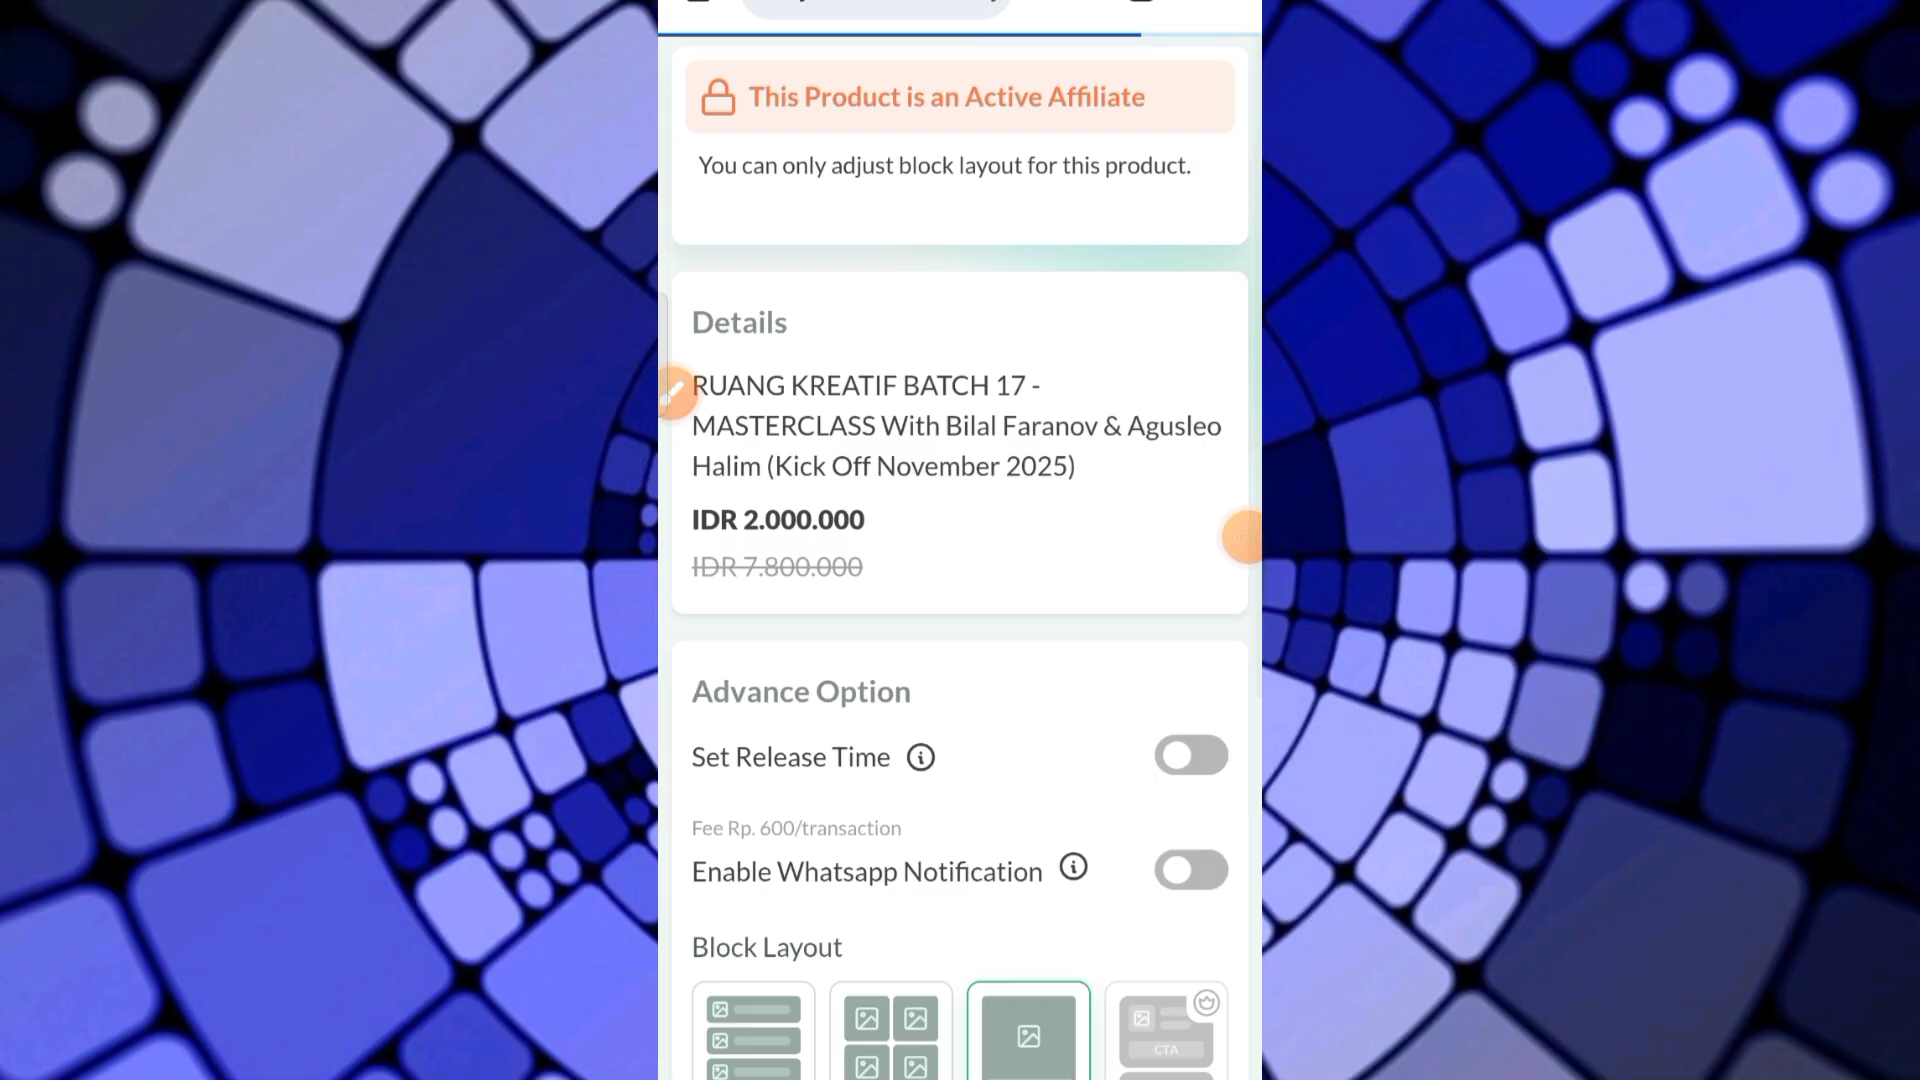 This Product is an Active Affiliate
You can only adjust block layout for this product.
Details
RUANG KREATIF BATCH 17 -
MASTERCLASS With Bilal Faranov & Agusleo
Halim (Kick Off November 2025)
IDR 2.000.000
IDR 7.800.000
Advance Option
Set Release Time
Fee Rp. 600/transaction
Enable Whatsapp Notification
Block Layout
CTA